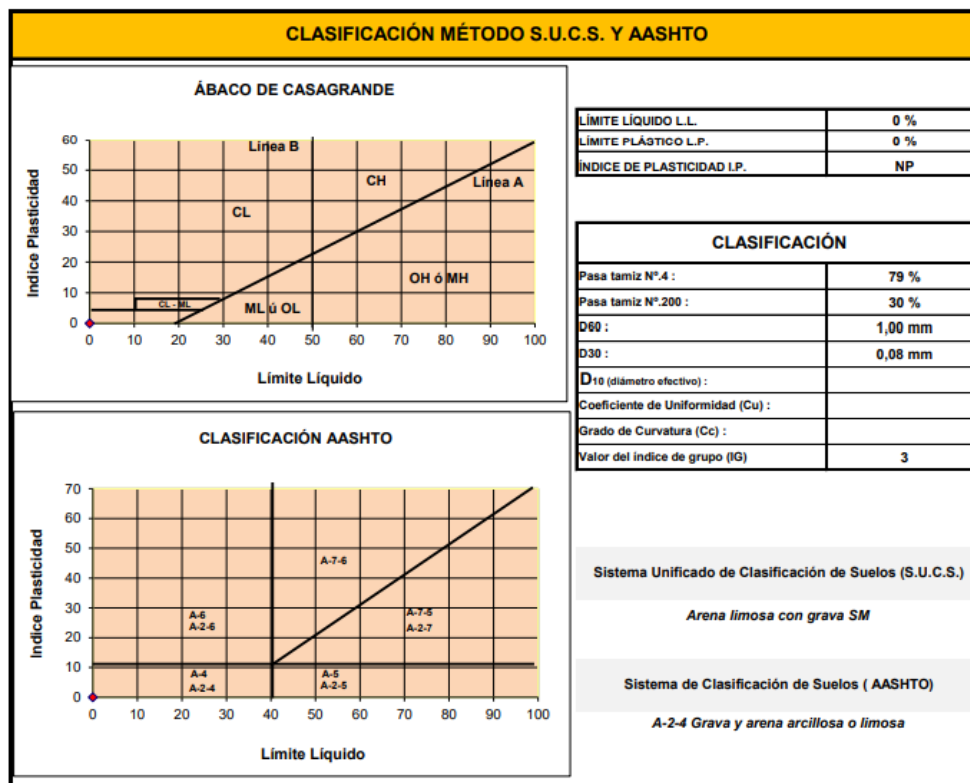 CLASIFICACIÓN MÉTODO S.U.C.S. Y AASHTO
ÁBACO DE CASAGRANDE
Indice Plasticidad
60
50
40
30
20
10
0
Línea B
CH
Línea A
CL
OH ó MH
CL - ML
ML ú OL
0 10 20 30 40 50 60 70 80 90 100
Límite Líquido
LÍMITE LÍQUIDO L.L. 0 %
LÍMITE PLÁSTICO L.P. 0 %
ÍNDICE DE PLASTICIDAD I.P. NP
CLASIFICACIÓN
Pasa tamiz Nº.4 : 79 %
Pasa tamiz Nº.200 : 30 %
D60 : 1,00 mm
D30 : 0,08 mm
D10 (diámetro efectivo) :
Coeficiente de Uniformidad (Cu) :
Grado de Curvatura (Cc) :
Valor del índice de grupo (IG) 3
CLASIFICACIÓN AASHTO
Indice Plasticidad
70
60
50
40
30
20
10
0
A-7-6
A-6
A-2-6
A-7-5
A-2-7
A-4
A-2-4
A-5
A-2-5
0 10 20 30 40 50 60 70 80 90 100
Límite Líquido
Sistema Unificado de Clasificación de Suelos (S.U.C.S.)
Arena limosa con grava SM
Sistema de Clasificación de Suelos ( AASHTO)
A-2-4 Grava y arena arcillosa o limosa